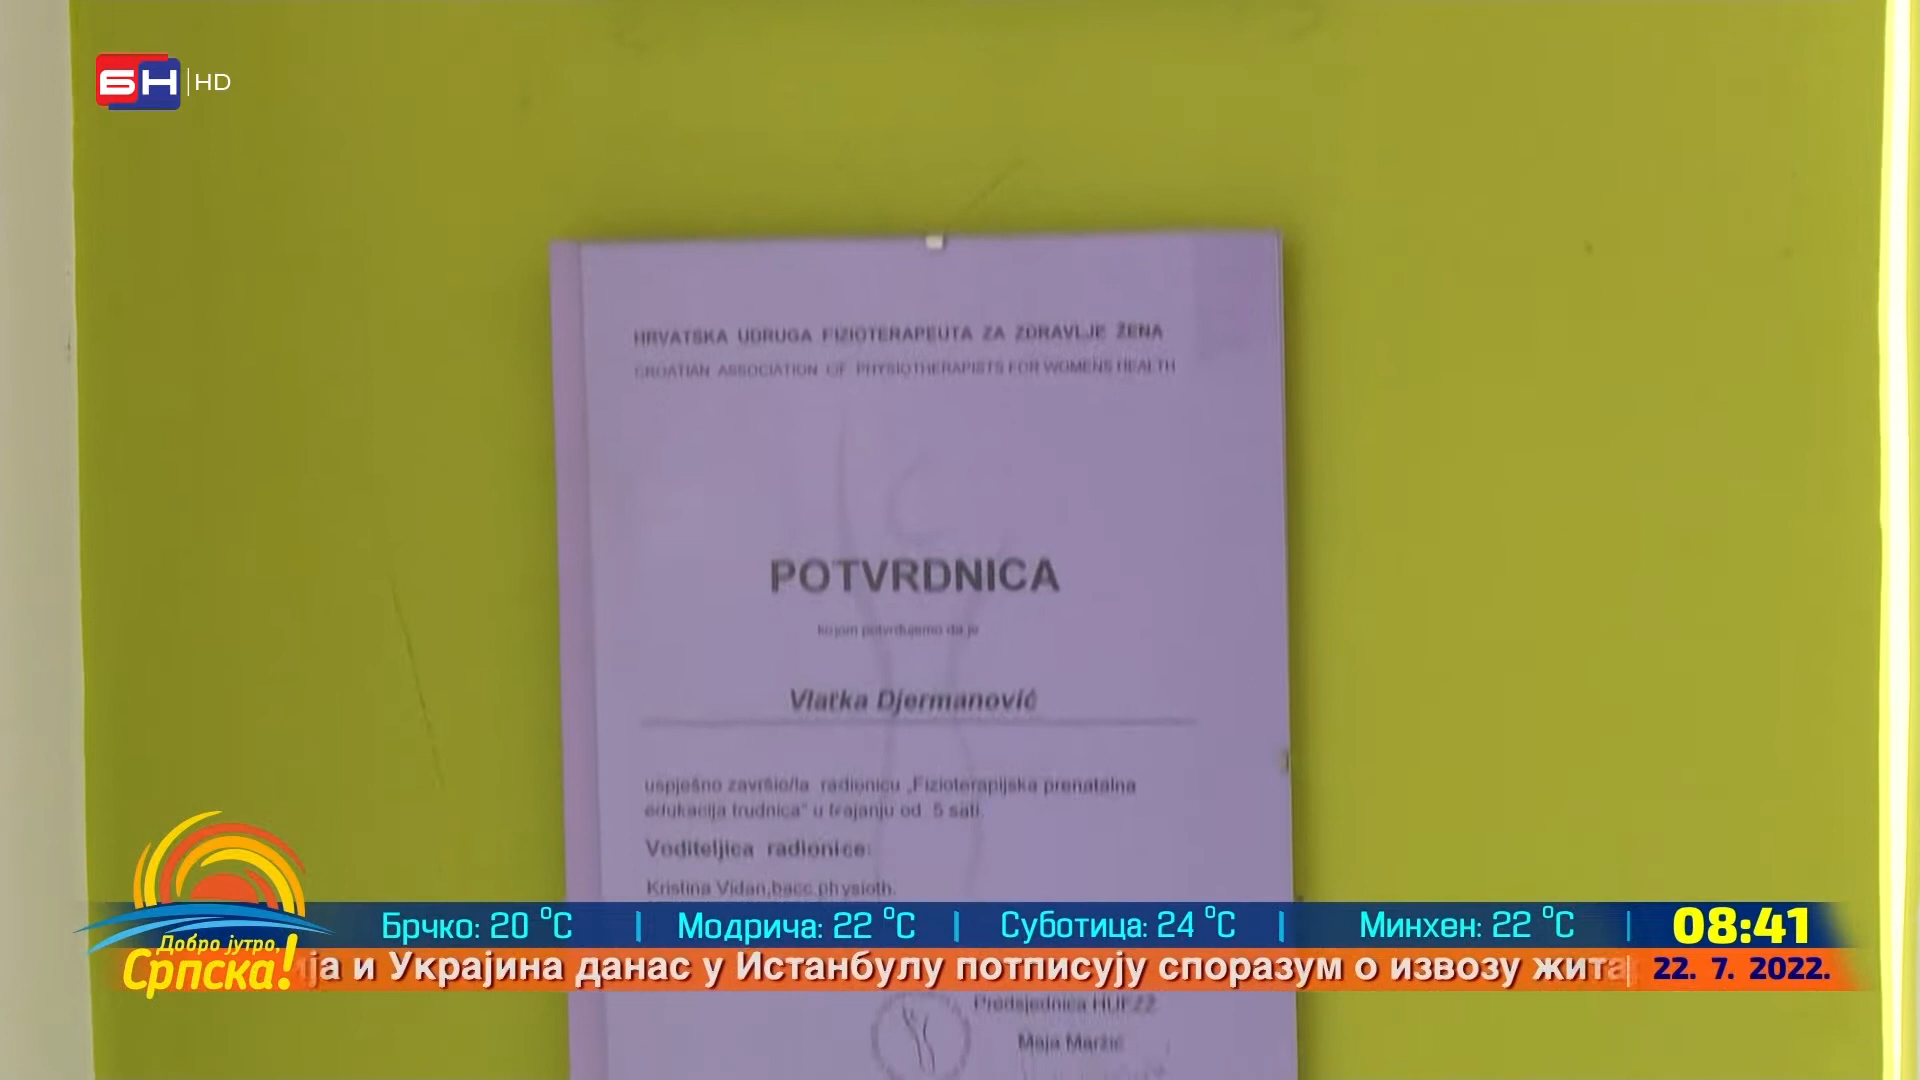 БН HD
HRVATSKA UDRUGA FIZIOTERAPEUTA ZA ZDRAVLJE ŽENA
CROATIAN ASSOCIATION OF PHYSIOTHERAPISTS FOR WOMENS HEALTH
POTVRDNICA
kojom potvrdujemo da je
Vlatka Djermanović
uspješno završio/la radionicu „Fizioterapijska prenatalna
edukacija trudnica“ u trajanju od 5 sati.
Voditeljica radionice:
Kristina Vidan,bacc.physioth.
Брчко: 20 °C | Модрича: 22 °C | Суботица: 24 °C | Минхен: 22 °C | 08:41
Добро јутро,
Српска!
ија и Украјина данас у Истанбулу потписују споразум о извозу жита 22. 7. 2022.
Predsjednica HUFZŽ
Maja Maržić